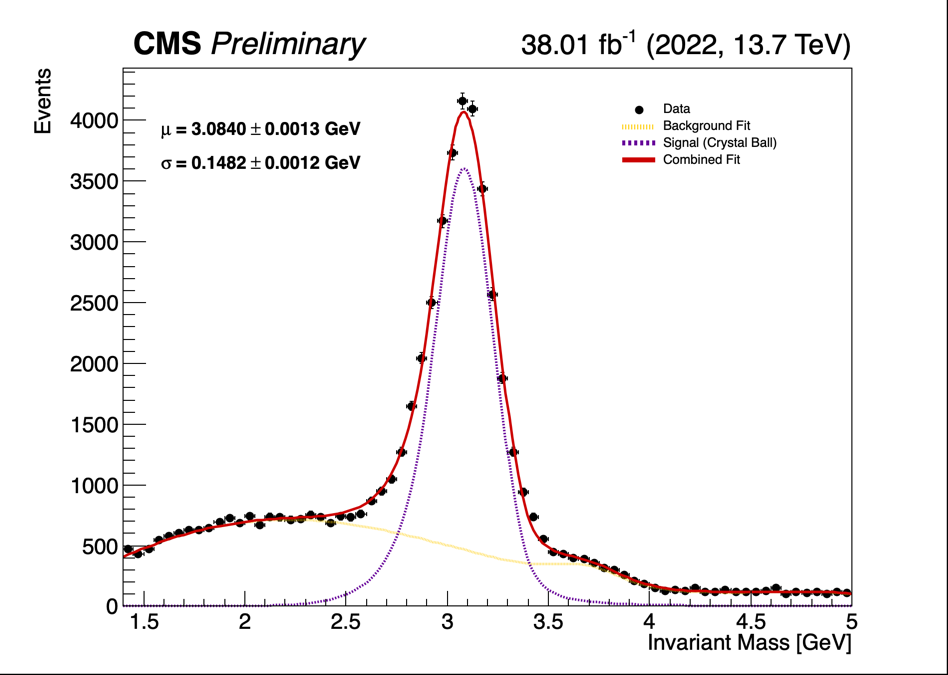 CMS Preliminary 38.01 fb⁻¹ (2022, 13.7 TeV)
Events
μ = 3.0840 ± 0.0013 GeV
σ = 0.1482 ± 0.0012 GeV
Data
Background Fit
Signal (Crystal Ball)
Combined Fit
4000
3500
3000
2500
2000
1500
1000
500
0
1.5 2 2.5 3 3.5 4 4.5 5
Invariant Mass [GeV]